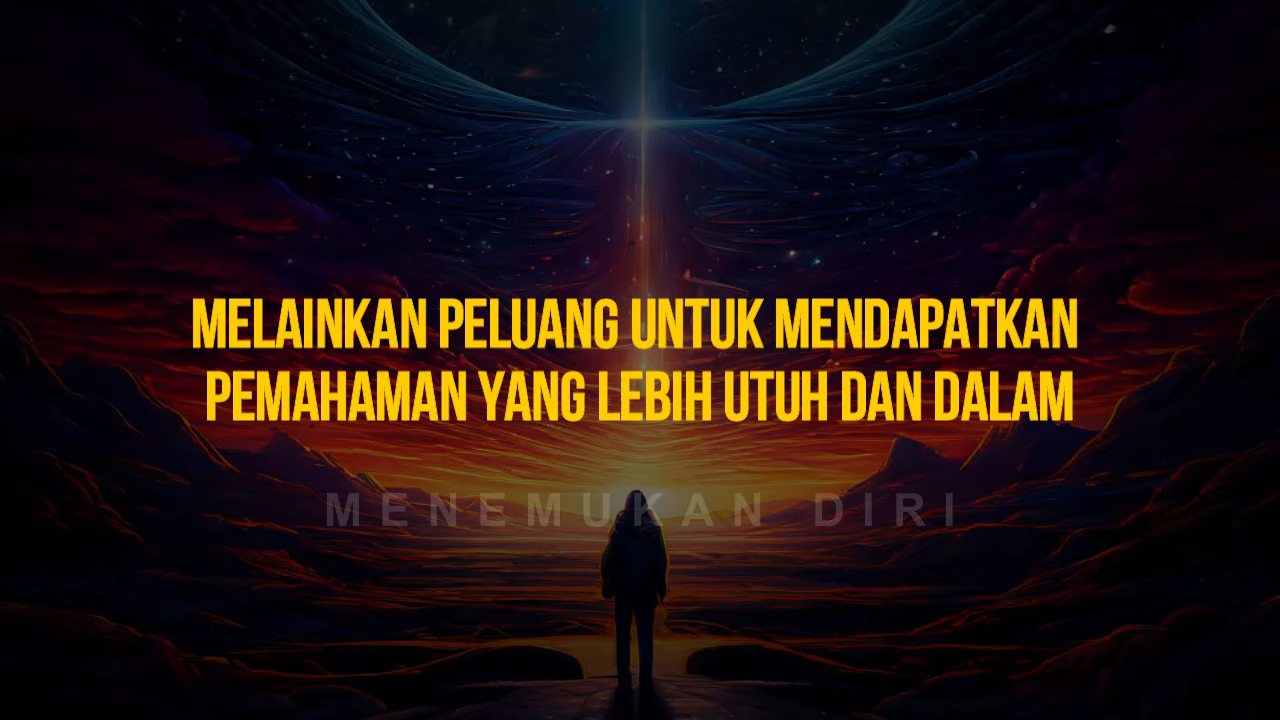 MELAINKAN PELUANG UNTUK MENDAPATKAN
PEMAHAMAN YANG LEBIH UTUH DAN DALAM
MENEMUKAN DIRI